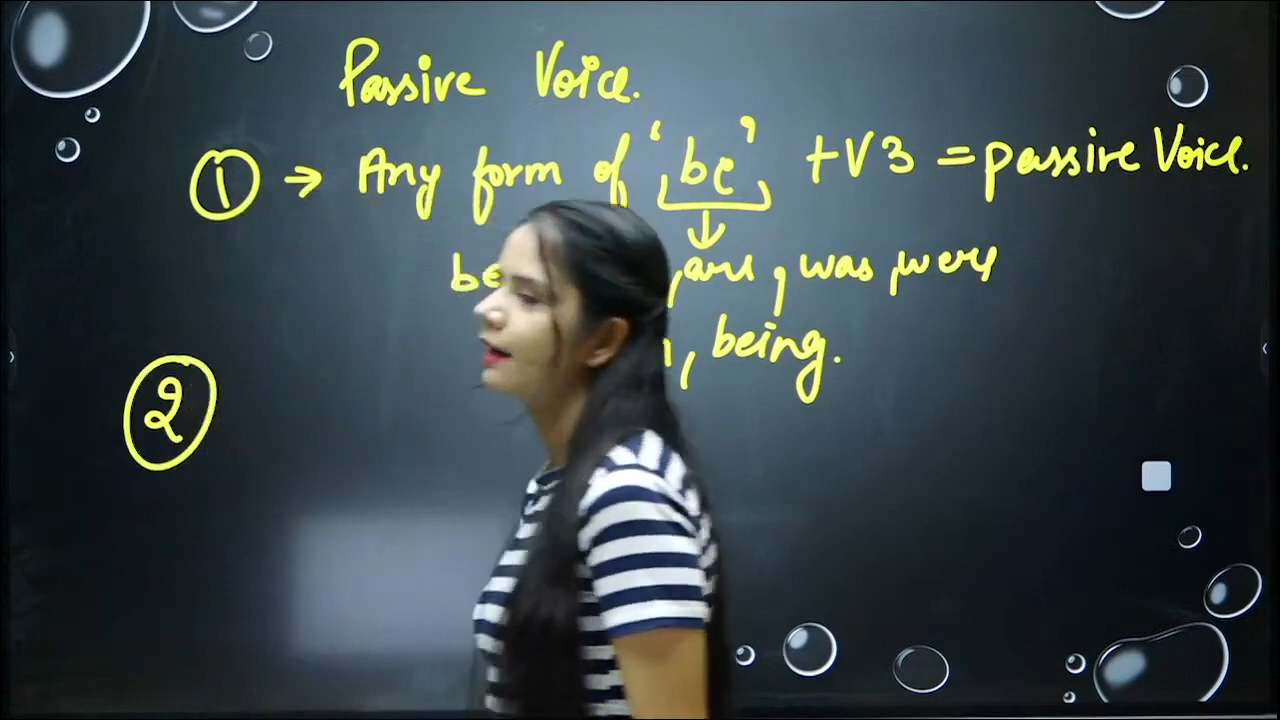 Passive Voice.
① → Any form of 'be' + V3 = passive Voice.
be , are , was , were
, being.
②